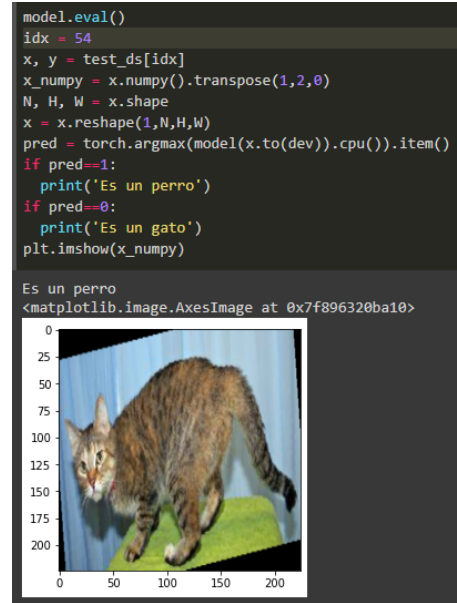 model.eval()
idx = 54
x, y = test_ds[idx]
x_numpy = x.numpy().transpose(1,2,0)
N, H, W = x.shape
x = x.reshape(1,N,H,W)
pred = torch.argmax(model(x.to(dev)).cpu()).item()
if pred==1:
  print('Es un perro')
if pred==0:
  print('Es un gato')
plt.imshow(x_numpy)
Es un perro
<matplotlib.image.AxesImage at 0x7f896320ba10>
0
25
50
75
100
125
150
175
200
0 50 100 150 200